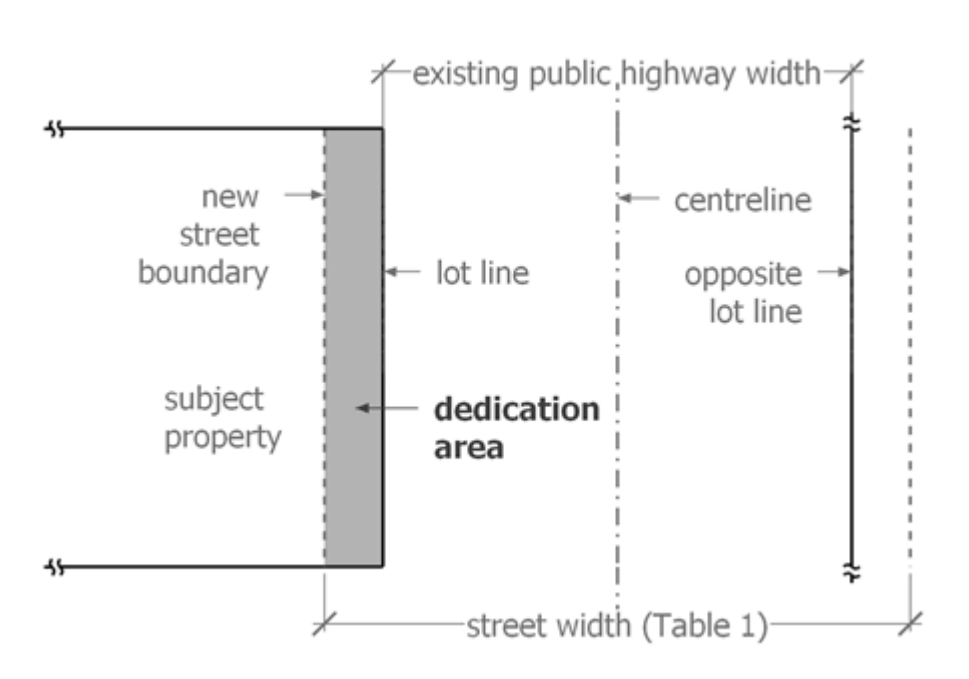 existing public highway width
new
street
boundary
centreline
lot line
opposite
lot line
subject
property
dedication
area
street width (Table 1)